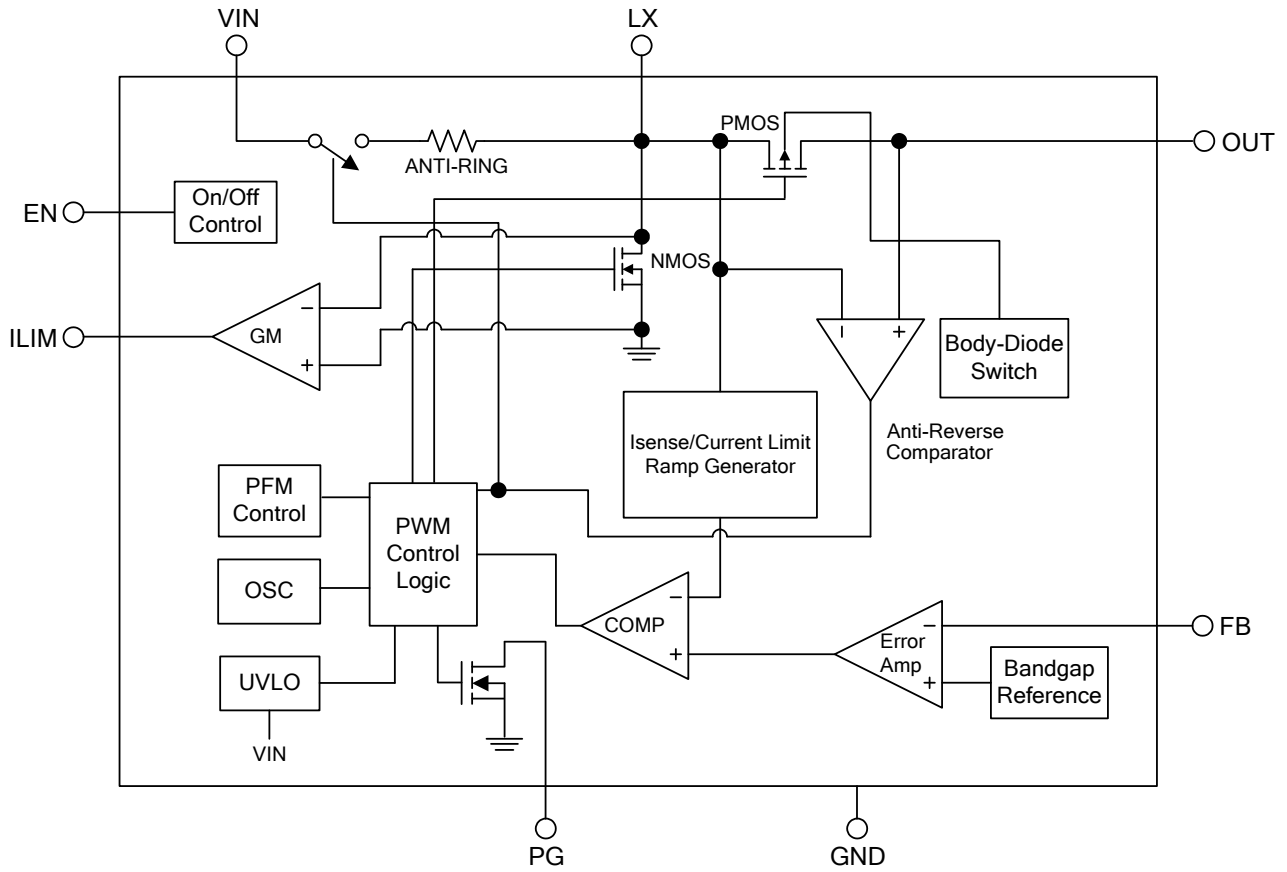 VIN
LX
PMOS
OUT
ANTI-RING
On/Off
Control
EN
NMOS
−
GM
+
ILIM
−
+
Body-Diode
Switch
Isense/Current Limit
Ramp Generator
Anti-Reverse
Comparator
PFM
Control
PWM
Control
Logic
OSC
−
COMP
+
−
Error
Amp
+
FB
Bandgap
Reference
UVLO
VIN
PG
GND